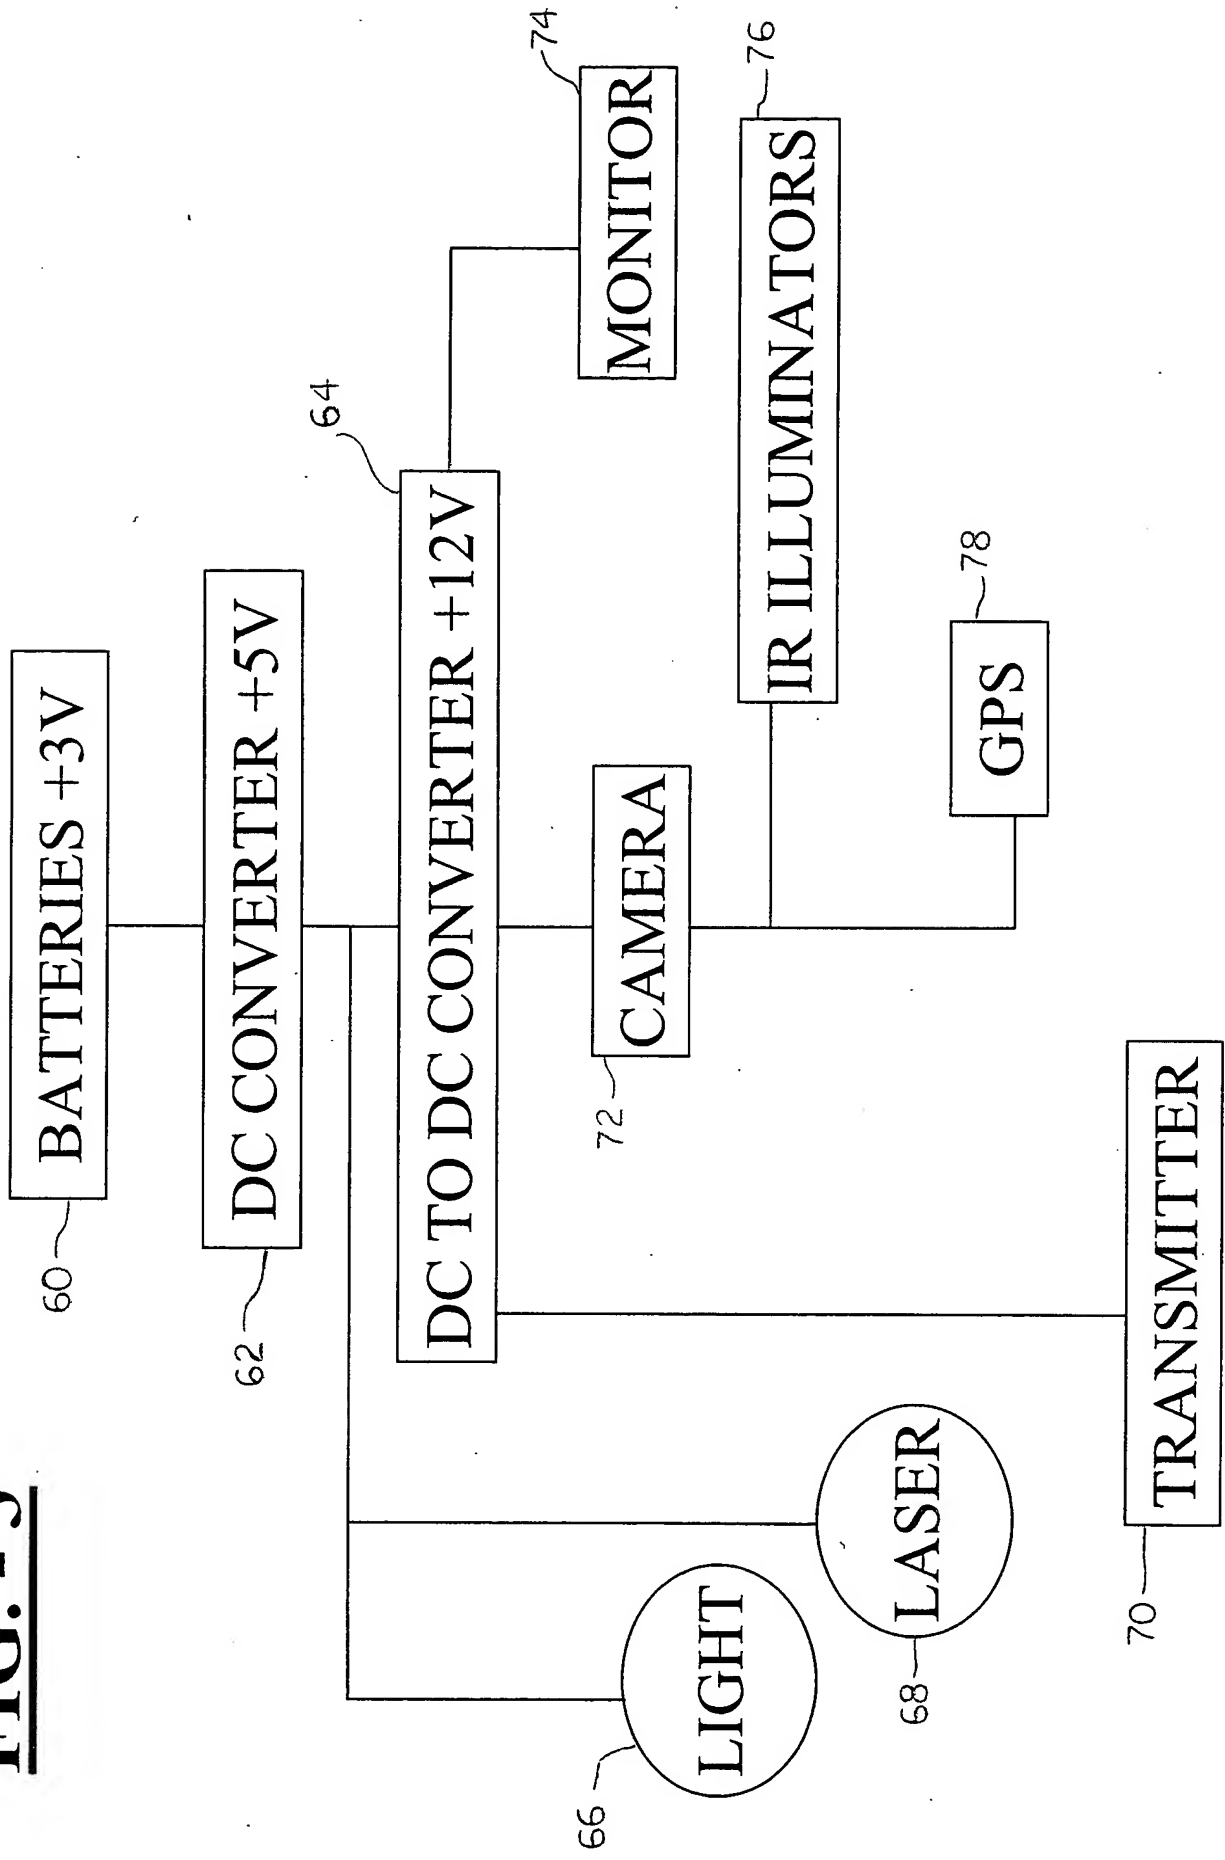 FIG. -
60
BATTERIES +3V
62
DC CONVERTER +5V
64
DC TO DC CONVERTER +12V
74
MONITOR
72
CAMERA
66
LIGHT
76
IR ILLUMINATORS
68
LASER
78
GPS
70
TRANSMITTER